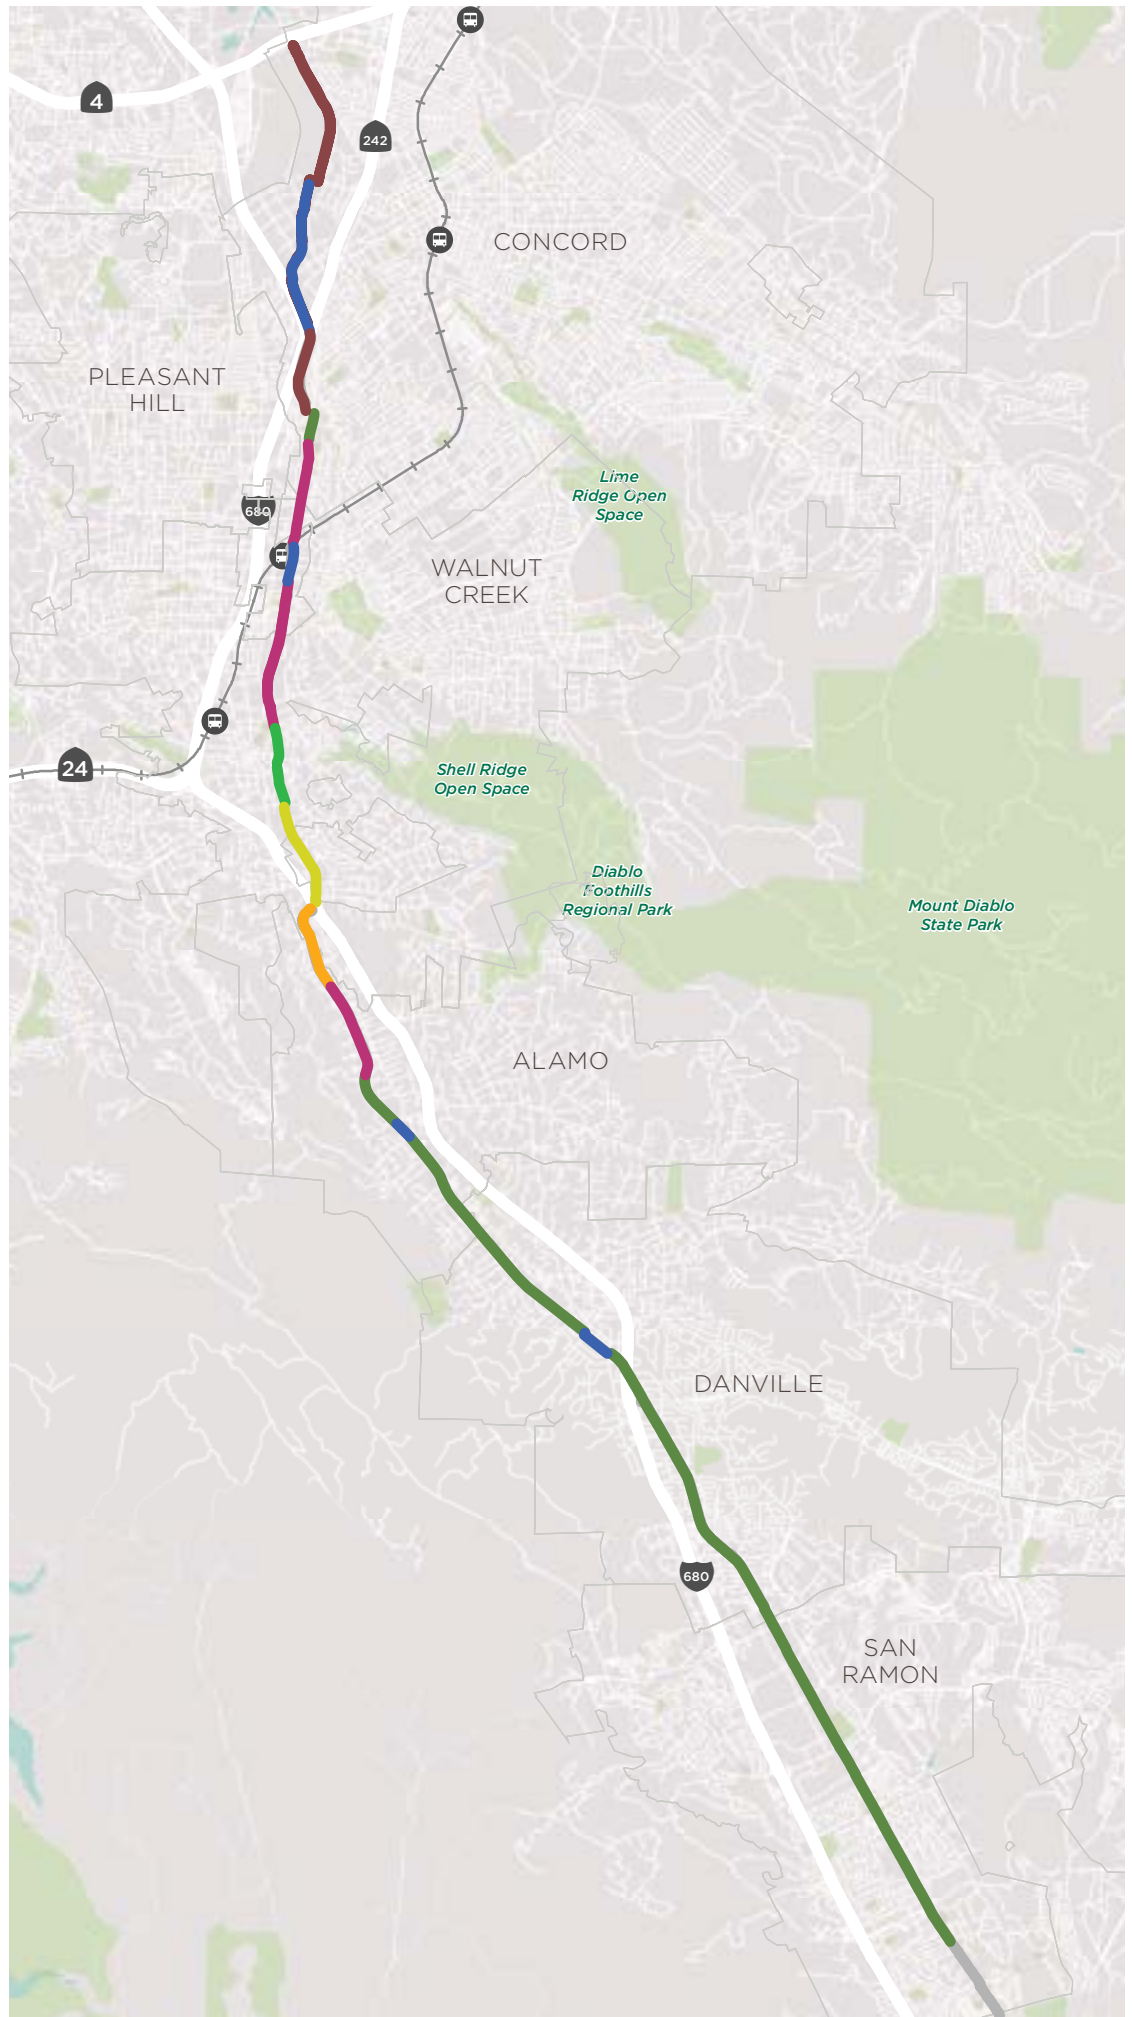 4
242
CONCORD
PLEASANT
HILL
Lime
Ridge Open
Space
680
WALNUT
CREEK
24
Shell Ridge
Open Space
Diablo
Foothills
Regional Park
Mount Diablo
State Park
ALAMO
DANVILLE
680
SAN
RAMON